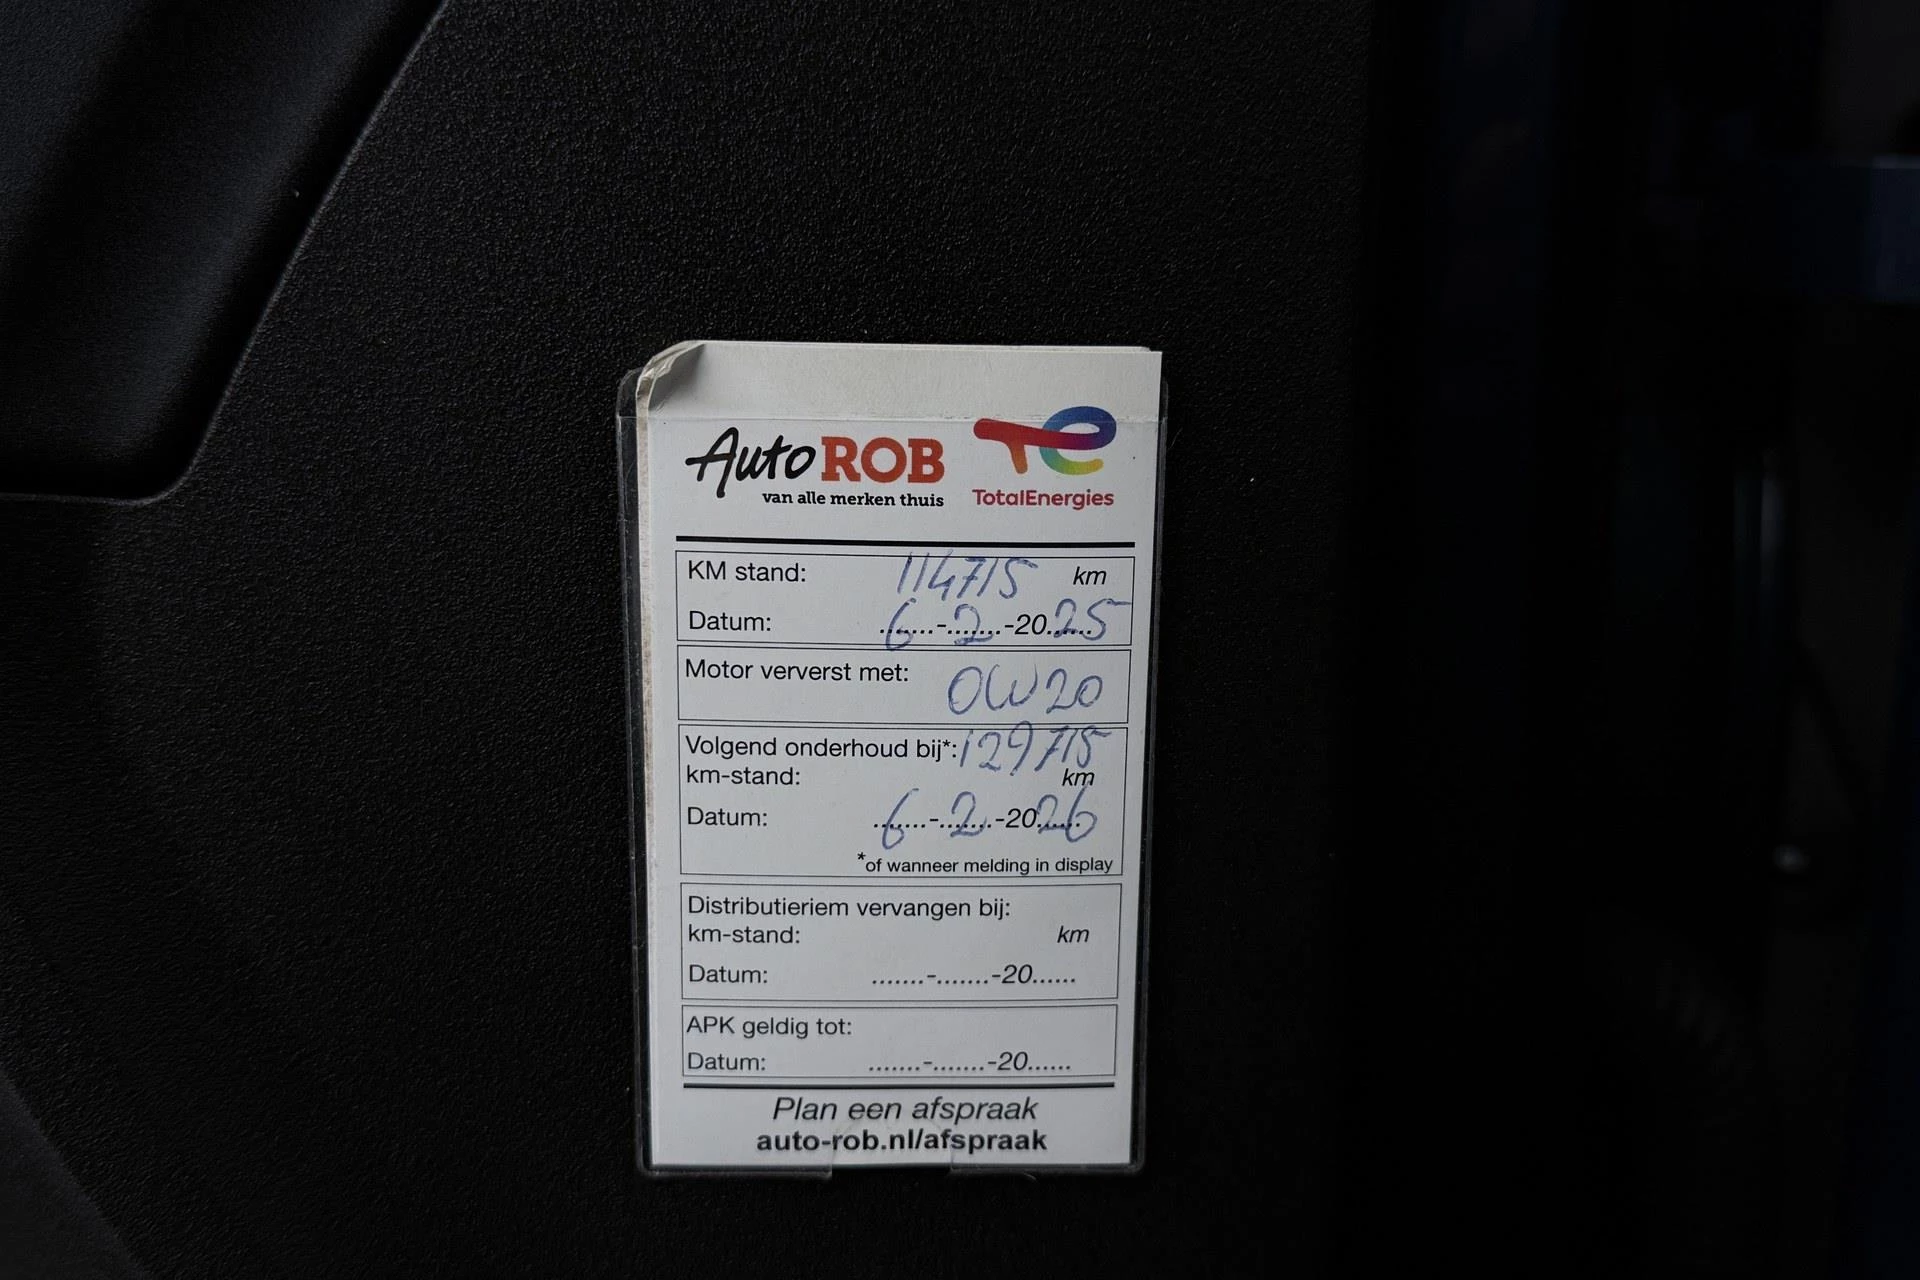 Auto ROB
van alle merken thuis
TotalEnergies
KM stand: 114715 km
Datum: 6-2-2025
Motor ververst met: 0W20
Volgend onderhoud bij*: 129715
km-stand: km
Datum: 6-2-2026
*of wanneer melding in display
Distributieriem vervangen bij:
km-stand: km
Datum: .......-.......-20......
APK geldig tot:
Datum: .......-.......-20......
Plan een afspraak
auto-rob.nl/afspraak